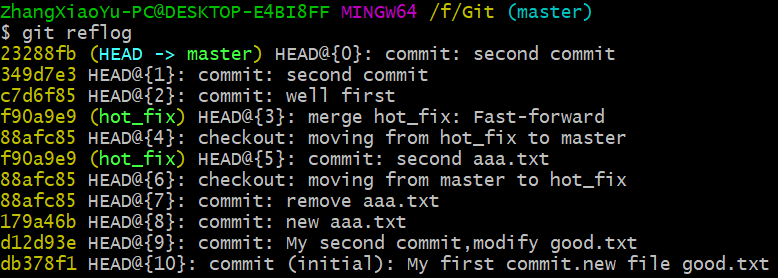 ZhangXiaoYu-PC@DESKTOP-E4BI8FF MINGW64 /f/Git (master)
$ git reflog
23288fb (HEAD -> master) HEAD@{0}: commit: second commit
349d7e3 HEAD@{1}: commit: second commit
c7d6f85 HEAD@{2}: commit: well first
f90a9e9 (hot_fix) HEAD@{3}: merge hot_fix: Fast-forward
88afc85 HEAD@{4}: checkout: moving from hot_fix to master
f90a9e9 (hot_fix) HEAD@{5}: commit: second aaa.txt
88afc85 HEAD@{6}: checkout: moving from master to hot_fix
88afc85 HEAD@{7}: commit: remove aaa.txt
179a46b HEAD@{8}: commit: new aaa.txt
d12d93e HEAD@{9}: commit: My second commit,modify good.txt
db378f1 HEAD@{10}: commit (initial): My first commit.new file good.txt